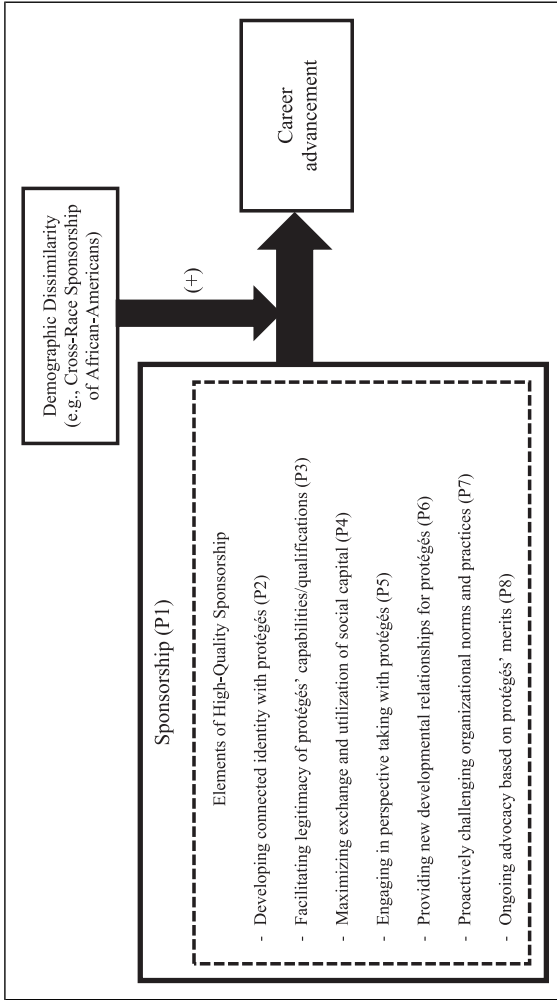 Demographic Dissimilarity
(e.g., Cross-Race Sponsorship
of African-Americans)
(+)
Career
advancement
Sponsorship (P1)
Elements of High-Quality Sponsorship
- Developing connected identity with protégés (P2)
- Facilitating legitimacy of protégés’ capabilities/qualifications (P3)
- Maximizing exchange and utilization of social capital (P4)
- Engaging in perspective taking with protégés (P5)
- Providing new developmental relationships for protégés (P6)
- Proactively challenging organizational norms and practices (P7)
- Ongoing advocacy based on protégés’ merits (P8)